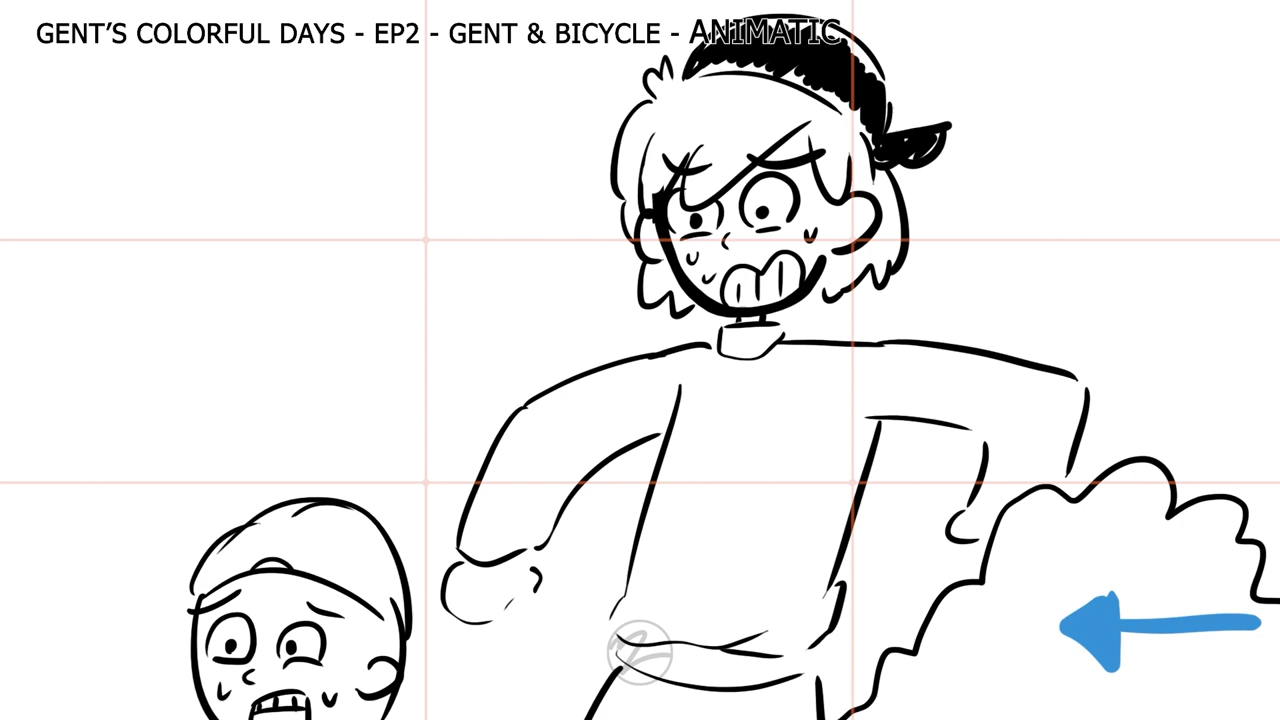 GENT’S COLORFUL DAYS - EP2 - GENT & BICYCLE - ANIMATIC